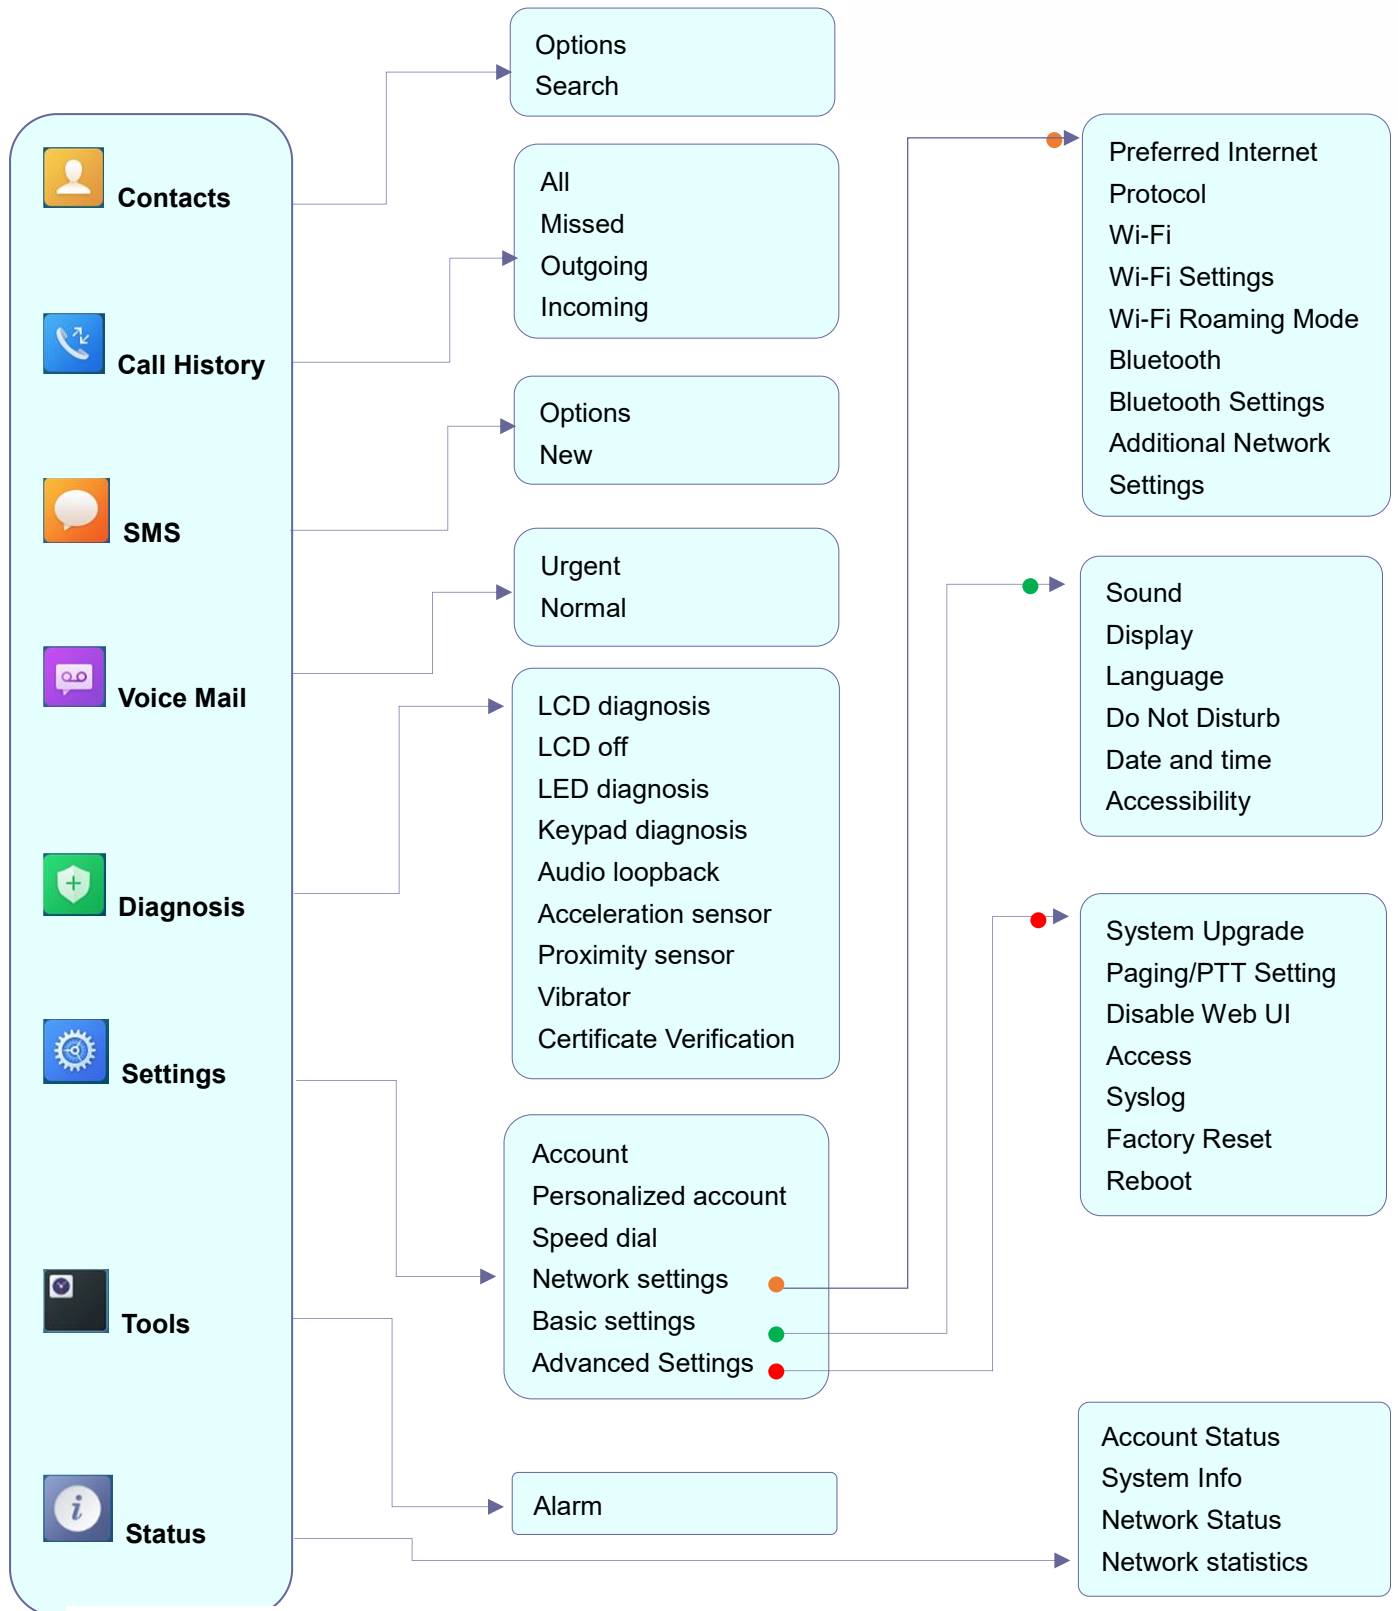 Contacts
Call History
SMS
Voice Mail
Diagnosis
Settings
Tools
Status
Options
Search
All
Missed
Outgoing
Incoming
Options
New
Urgent
Normal
LCD diagnosis
LCD off
LED diagnosis
Keypad diagnosis
Audio loopback
Acceleration sensor
Proximity sensor
Vibrator
Certificate Verification
Account
Personalized account
Speed dial
Network settings
Basic settings
Advanced Settings
Alarm
Preferred Internet
Protocol
Wi-Fi
Wi-Fi Settings
Wi-Fi Roaming Mode
Bluetooth
Bluetooth Settings
Additional Network
Settings
Sound
Display
Language
Do Not Disturb
Date and time
Accessibility
System Upgrade
Paging/PTT Setting
Disable Web UI
Access
Syslog
Factory Reset
Reboot
Account Status
System Info
Network Status
Network statistics